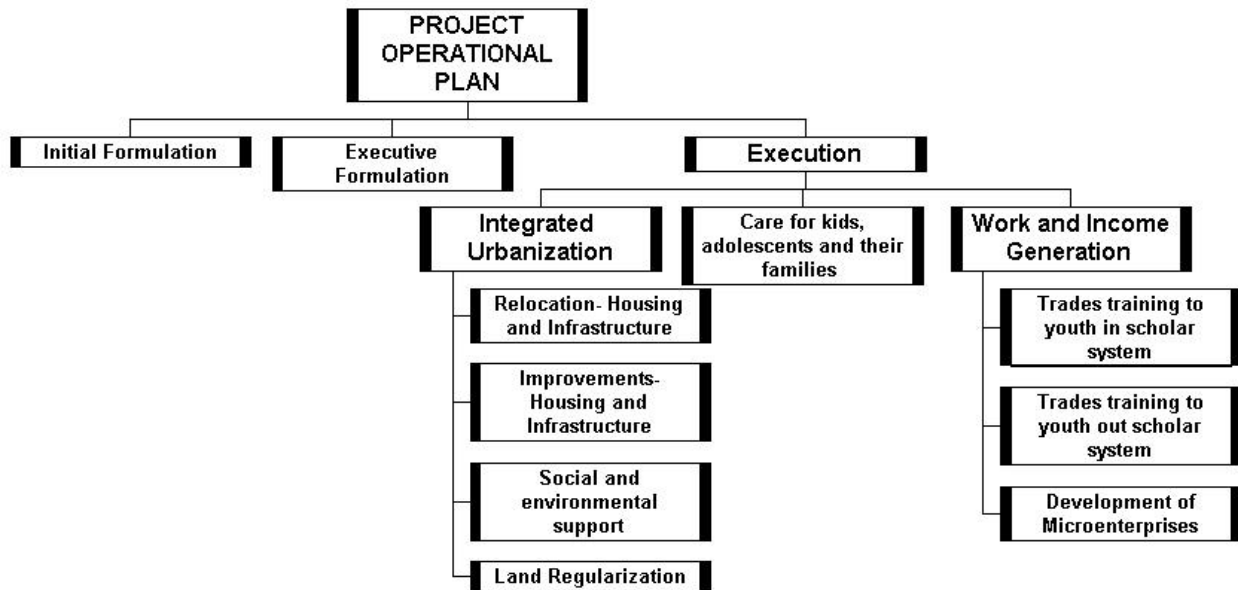 PROJECT
OPERATIONAL
PLAN
Initial Formulation
Executive
Formulation
Execution
Integrated
Urbanization
Care for kids,
adolescents and their
families
Work and Income
Generation
Relocation- Housing
and Infrastructure
Improvements-
Housing and
Infrastructure
Social and
environmental
support
Land Regularization
Trades training to
youth in scholar
system
Trades training to
youth out scholar
system
Development of
Microenterprises